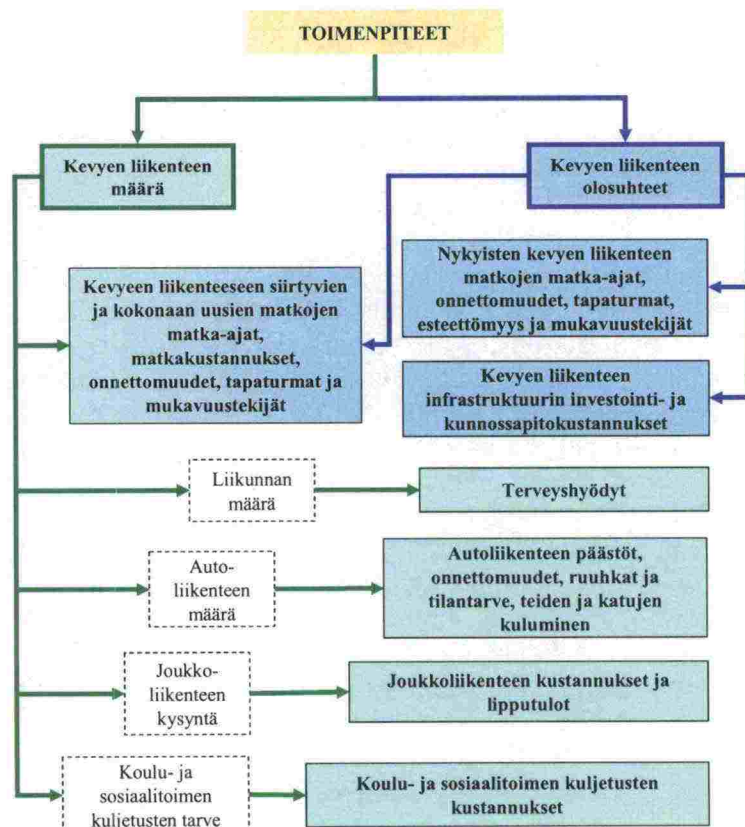 TOIMENPITEET
Kevyen liikenteen
määrä
Kevyen liikenteen
olosuhteet
Nykyisten kevyen liikenteen
matkojen matka-ajat,
onnettomuudet, tapaturmat,
esteettömyys ja mukavuustekijät
Kevyeen liikenteeseen siirtyvien
ja kokonaan uusien matkojen
matka-ajat,
matkakustannukset,
onnettomuudet, tapaturmat ja
mukavuustekijät
Kevyen liikenteen
infrastruktuurin investointi- ja
kunnossapitokustannukset
Liikunnan
määrä
Terveyshyödyt
Auto-
liikenteen
määrä
Autoliikenteen päästöt,
onnettomuudet, ruuhkat ja
tilantarve, teiden ja katujen
kuluminen
Joukko-
liikenteen
kysyntä
Joukkoliikenteen kustannukset ja
lipputulot
Koulu- ja
sosiaalitoimen
kuljetusten tarve
Koulu- ja sosiaalitoimen kuljetusten
kustannukset